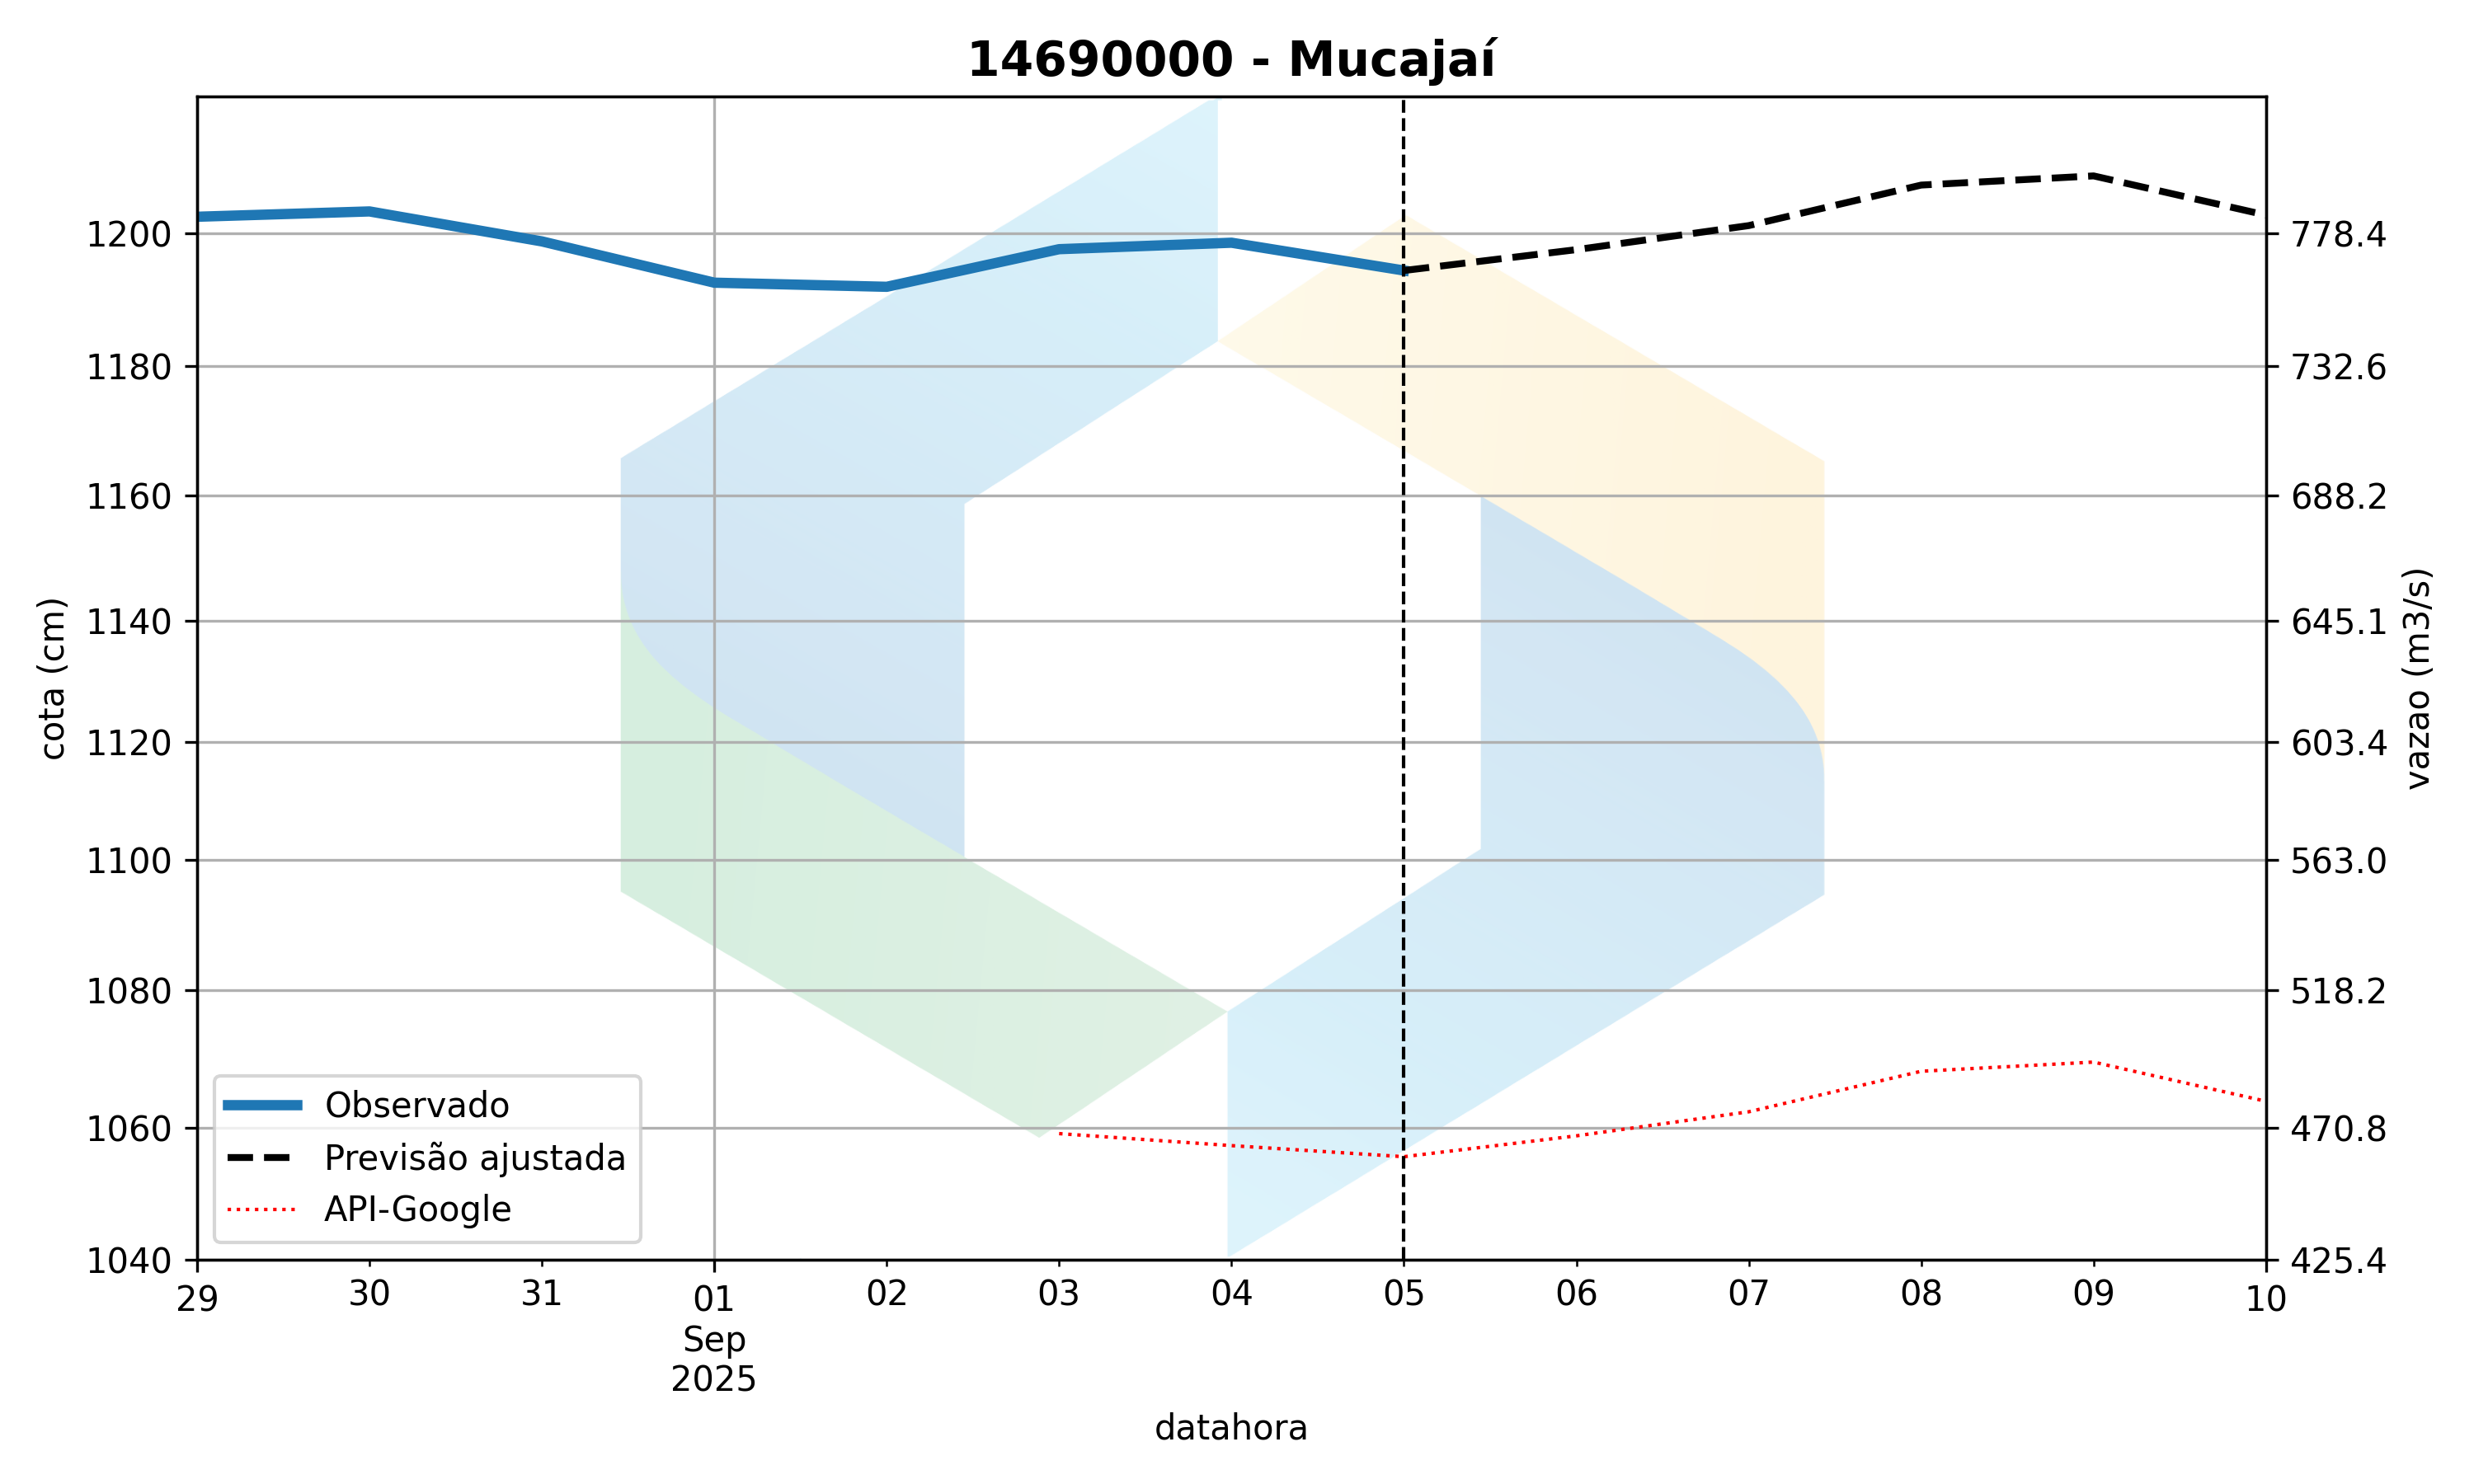 14690000 - Mucajaí
1200
1180
1160
1140
1120
1100
1080
1060
1040
cota (cm)
778.4
732.6
688.2
645.1
603.4
563.0
518.2
470.8
425.4
vazao (m3/s)
Observado
Previsão ajustada
API-Google
29 30 31 01 02 03 04 05 06 07 08 09 10
Sep
2025
datahora